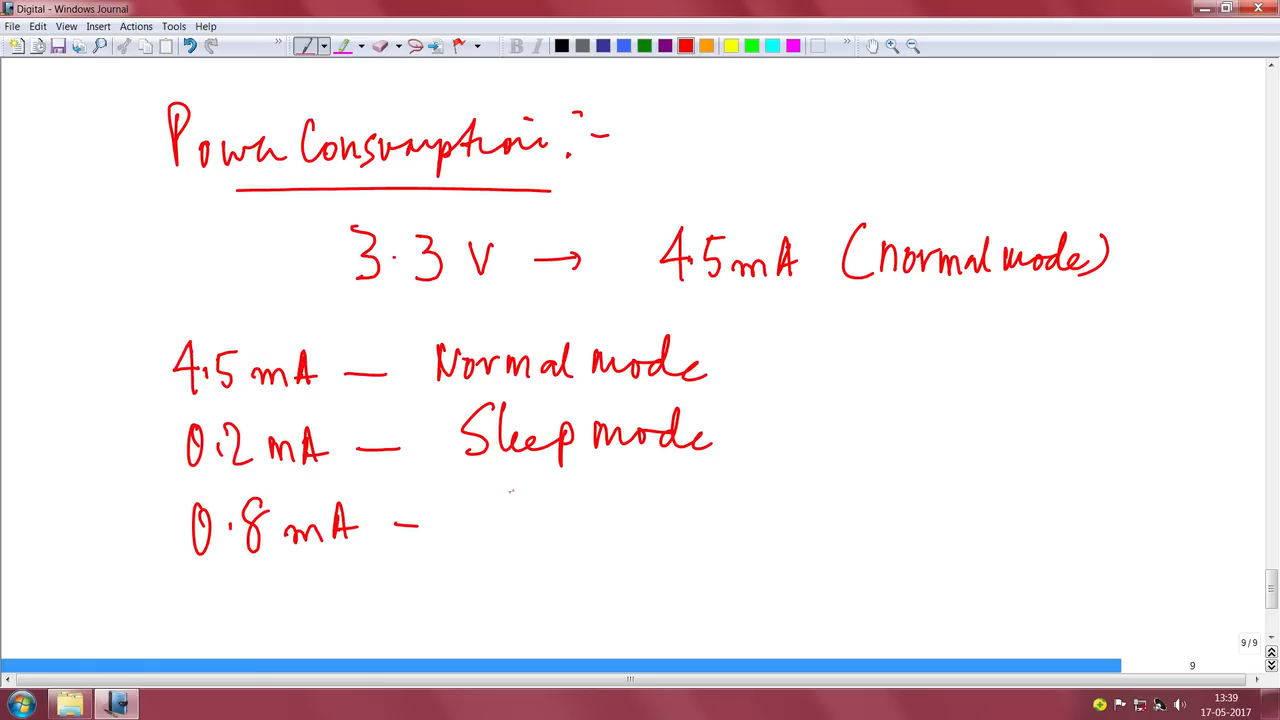 Digital - Windows Journal
File Edit View Insert Actions Tools Help
Power Consumption :-
3.3 V → 4.5 mA (normal mode)
4.5 mA — Normal mode
0.2 mA — Sleep mode
0.8 mA -
9/9
9
13:39
17-05-2017